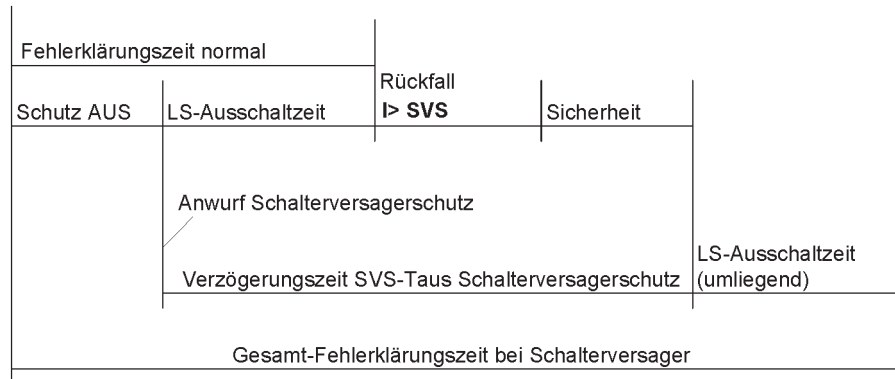 Fehlerklärungszeit normal
Rückfall
I> SVS
Schutz AUS
LS-Ausschaltzeit
Sicherheit
Anwurf Schalterversagerschutz
LS-Ausschaltzeit
(umliegend)
Verzögerungszeit SVS-Taus Schalterversagerschutz
Gesamt-Fehlerklärungszeit bei Schalterversager